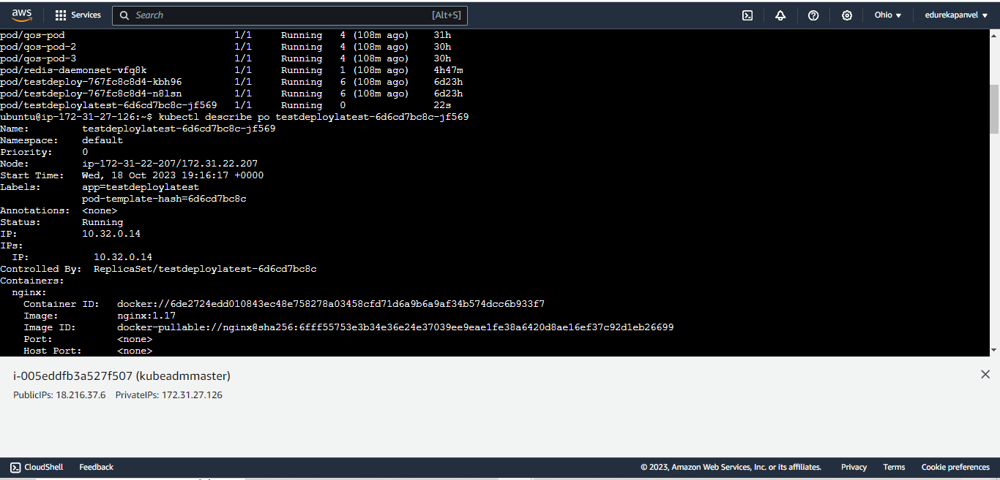 aws Services Search [Alt+S] Ohio edurekapanvel
pod/qos-pod 1/1 Running 4 (108m ago) 31h
pod/qos-pod-2 1/1 Running 4 (108m ago) 30h
pod/qos-pod-3 1/1 Running 4 (108m ago) 30h
pod/redis-daemonset-vfq8k 1/1 Running 1 (108m ago) 4h47m
pod/testdeploy-767fc8c8d4-kbh96 1/1 Running 6 (108m ago) 6d23h
pod/testdeploy-767fc8c8d4-n8lsn 1/1 Running 6 (108m ago) 6d23h
pod/testdeploylatest-6d6cd7bc8c-jf569 1/1 Running 0 22s
ubuntu@ip-172-31-27-126:~$ kubectl describe po testdeploylatest-6d6cd7bc8c-jf569
Name: testdeploylatest-6d6cd7bc8c-jf569
Namespace: default
Priority: 0
Node: ip-172-31-22-207/172.31.22.207
Start Time: Wed, 18 Oct 2023 19:16:17 +0000
Labels: app=testdeploylatest
pod-template-hash=6d6cd7bc8c
Annotations: <none>
Status: Running
IP: 10.32.0.14
IPs:
IP: 10.32.0.14
Controlled By: ReplicaSet/testdeploylatest-6d6cd7bc8c
Containers:
nginx:
Container ID: docker://6de2724edd010843ec48e758278a03458cfd71d6a9b6a9af34b574dcc6b933f7
Image: nginx:1.17
Image ID: docker-pullable://nginx@sha256:6fff55753e3b34e36e24e37039ee9eae1fe38a6420d8ae16ef37c92d1eb26699
Port: <none>
Host Port: <none>
i-005eddfb3a527f507 (kubeadmmaster)
PublicIPs: 18.216.37.6 PrivateIPs: 172.31.27.126
CloudShell Feedback © 2023, Amazon Web Services, Inc. or its affiliates. Privacy Terms Cookie preferences